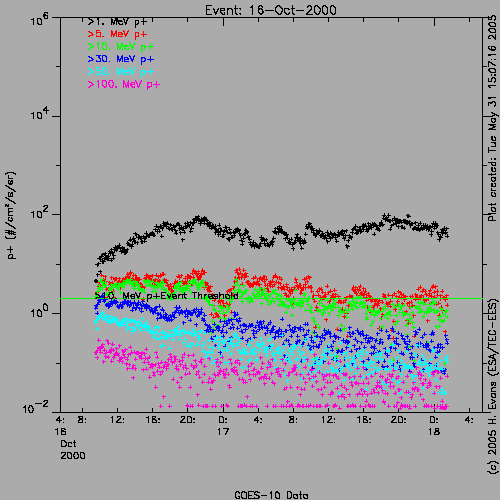 Event: 16-Oct-2000
>1. MeV p+
>5. MeV p+
>10. MeV p+
>30. MeV p+
MeV p+
>100. MeV p+
10^6
10^4
10^2
10^0
10^-2
p+ (#/cm²/s/sr)
MeV p+Event Threshold
4: 8: 12: 16: 20: 0: 4: 8: 12: 16: 20: 0: 4:
16 17 18
Oct
2000
GOES-10 Data
Plot created: Tue May 31 15:07:16 2005
(c) 2005 H. Evans (ESA/TEC-EES)